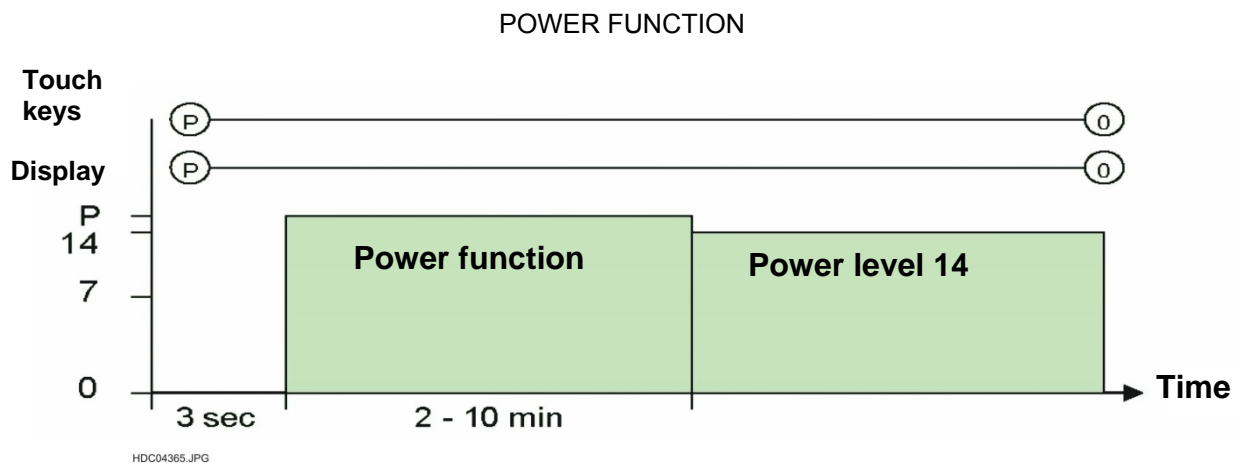 POWER FUNCTION
Touch
keys
P
0
Display
P
0
P
14
7
0
Power function
Power level 14
Time
3 sec
2 - 10 min
HDC04365.JPG